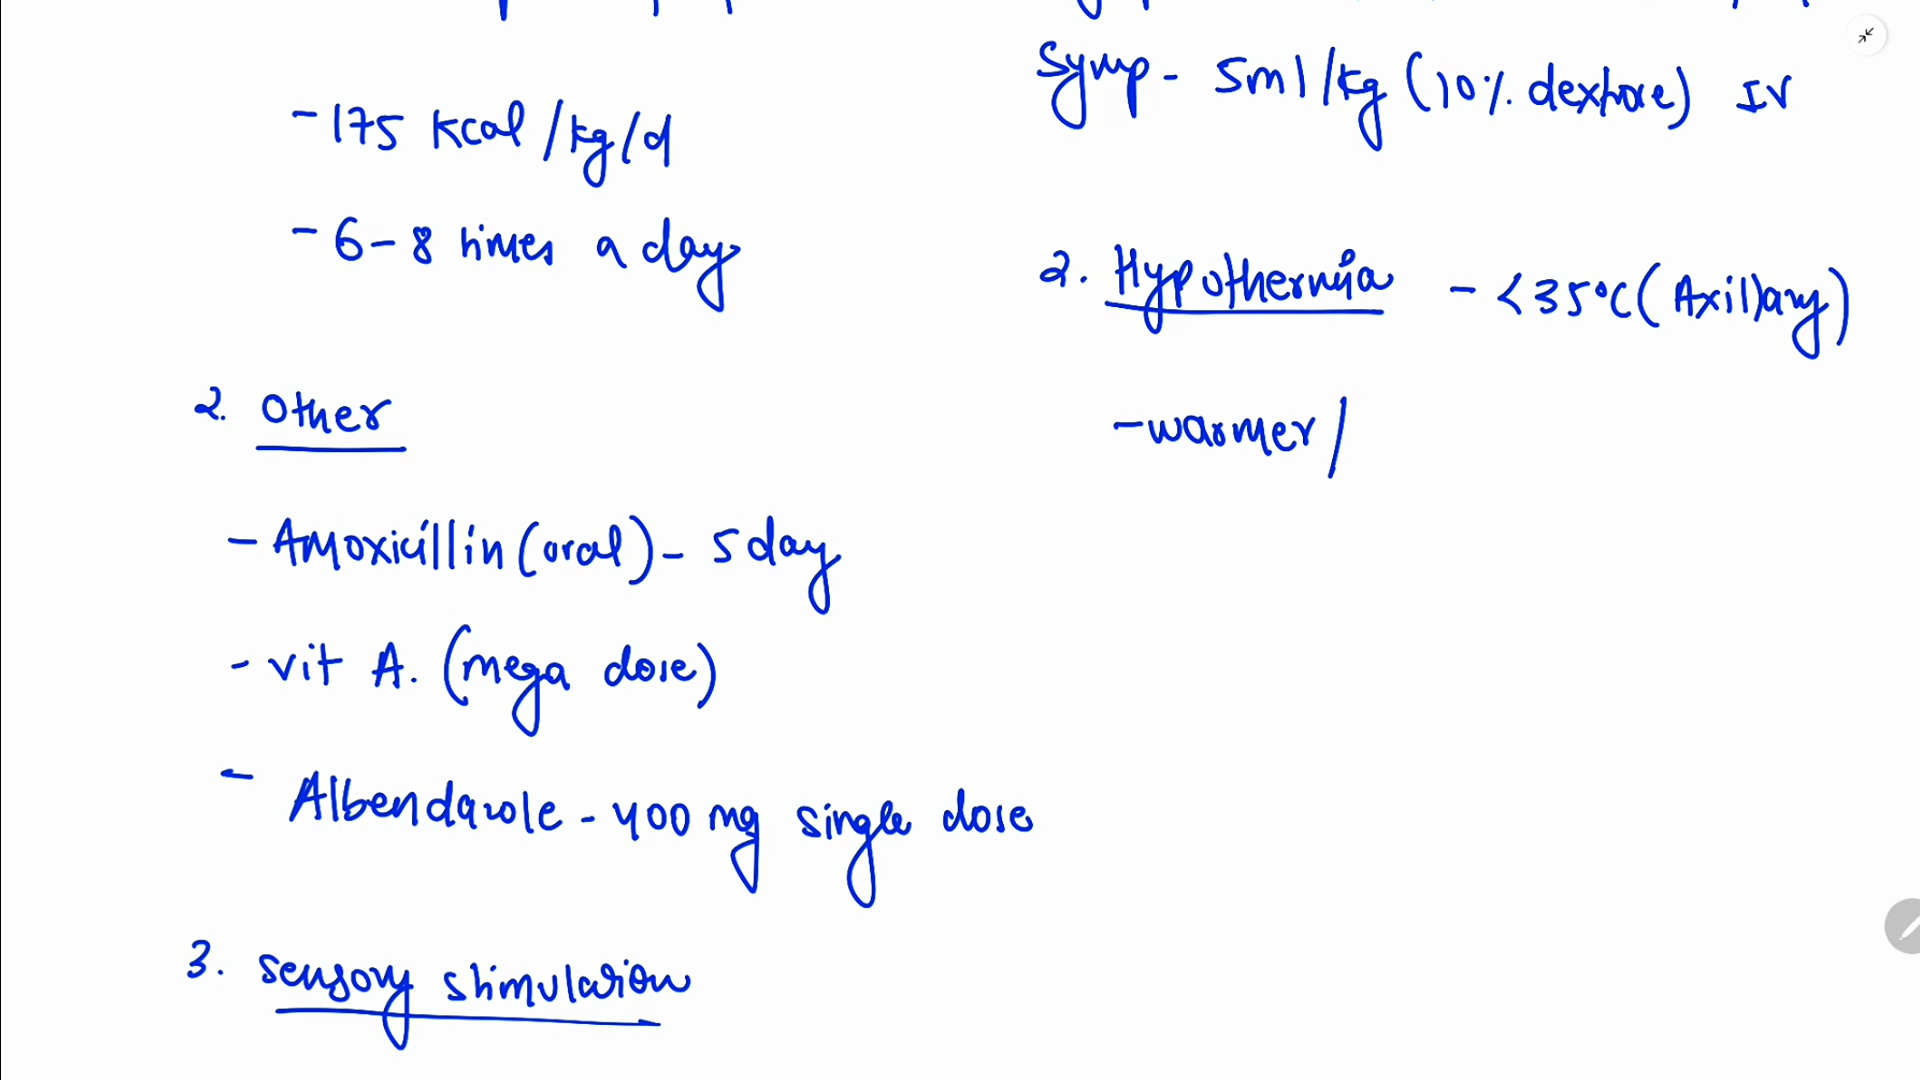 - 175 Kcal/kg/d
- 6-8 times a day
2. Other
- Amoxicillin (oral) - 5 day
- vit A. (mega dose)
- Albendazole - 400 mg single dose
3. sensory stimulation
Symp - 5ml/kg (10% dextrose) IV
2. Hypothermia - <35°C (Axillary)
- warmer/